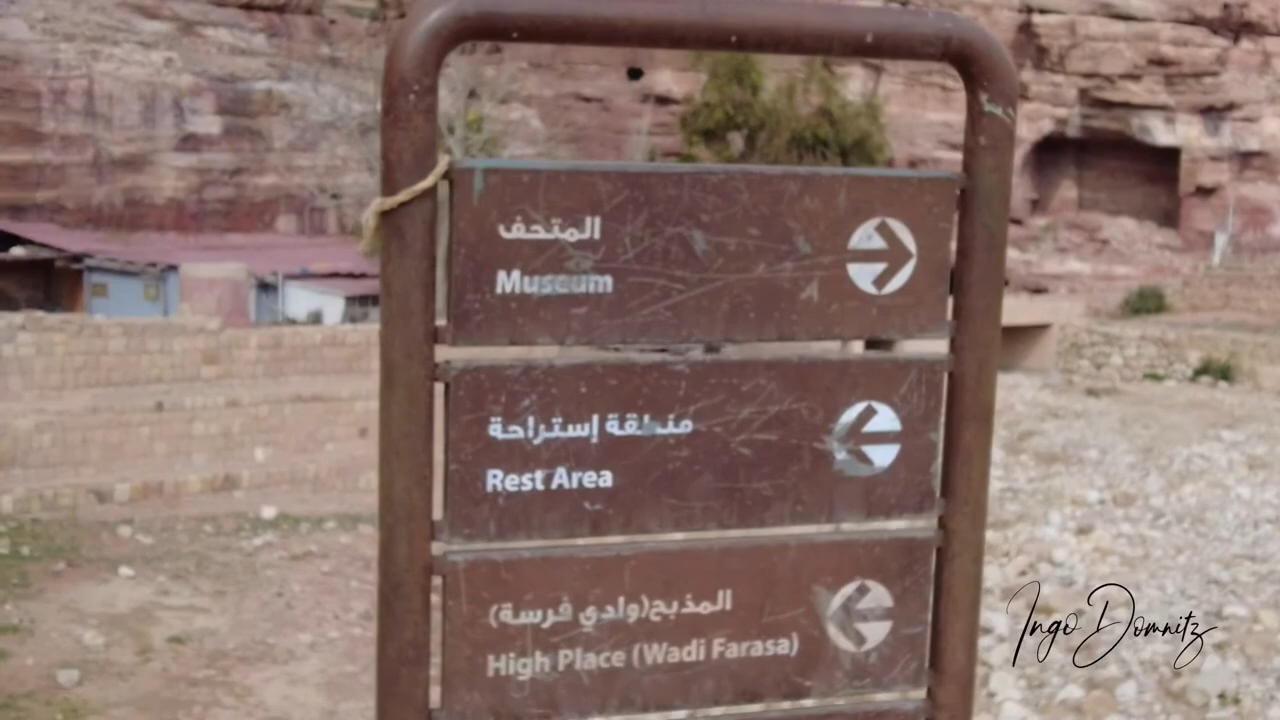 المتحف
Museum
منطقة إستراحة
Rest Area
المذبح(وادي فرسة)
High Place (Wadi Farasa)
Ingo Domnitz